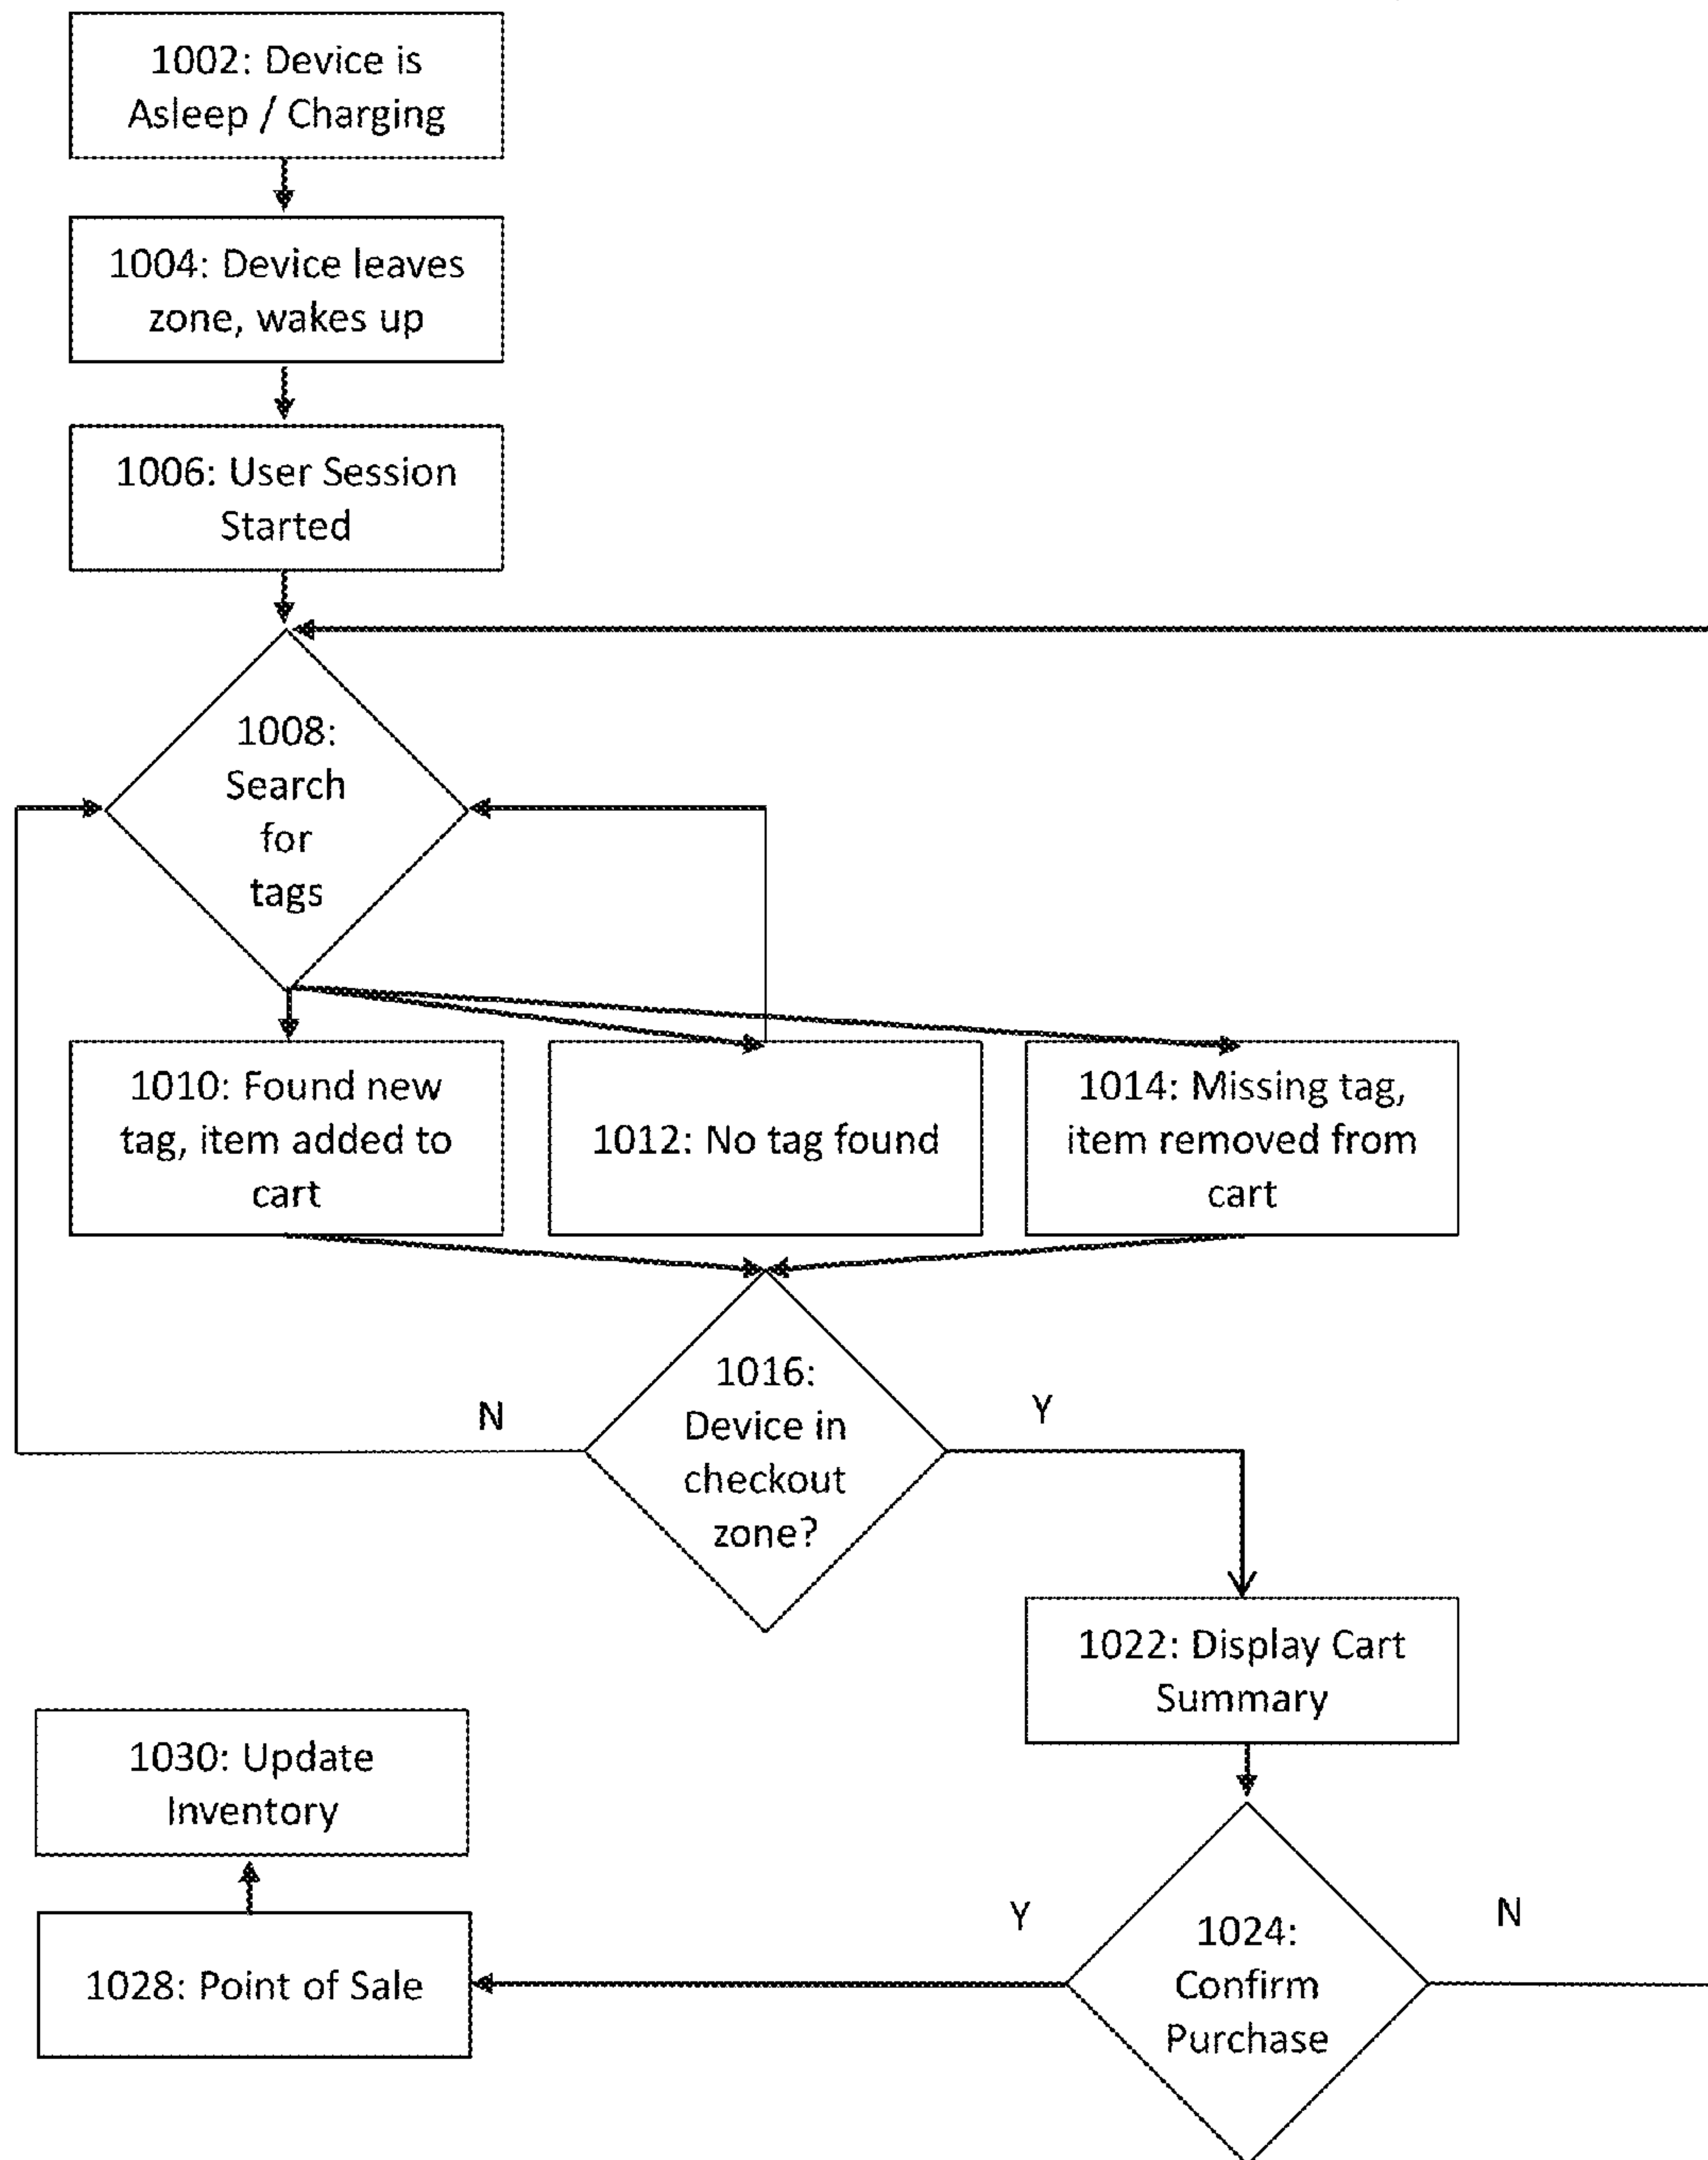 1002: Device is
Asleep / Charging
1004: Device leaves
zone, wakes up
1006: User Session
Started
1008:
Search
for
tags
1010: Found new
tag, item added to
cart
1012: No tag found
1014: Missing tag,
item removed from
cart
1016:
Device in
checkout
zone?
N
Y
1022: Display Cart
Summary
1030: Update
Inventory
1028: Point of Sale
Y
1024:
Confirm
Purchase
N